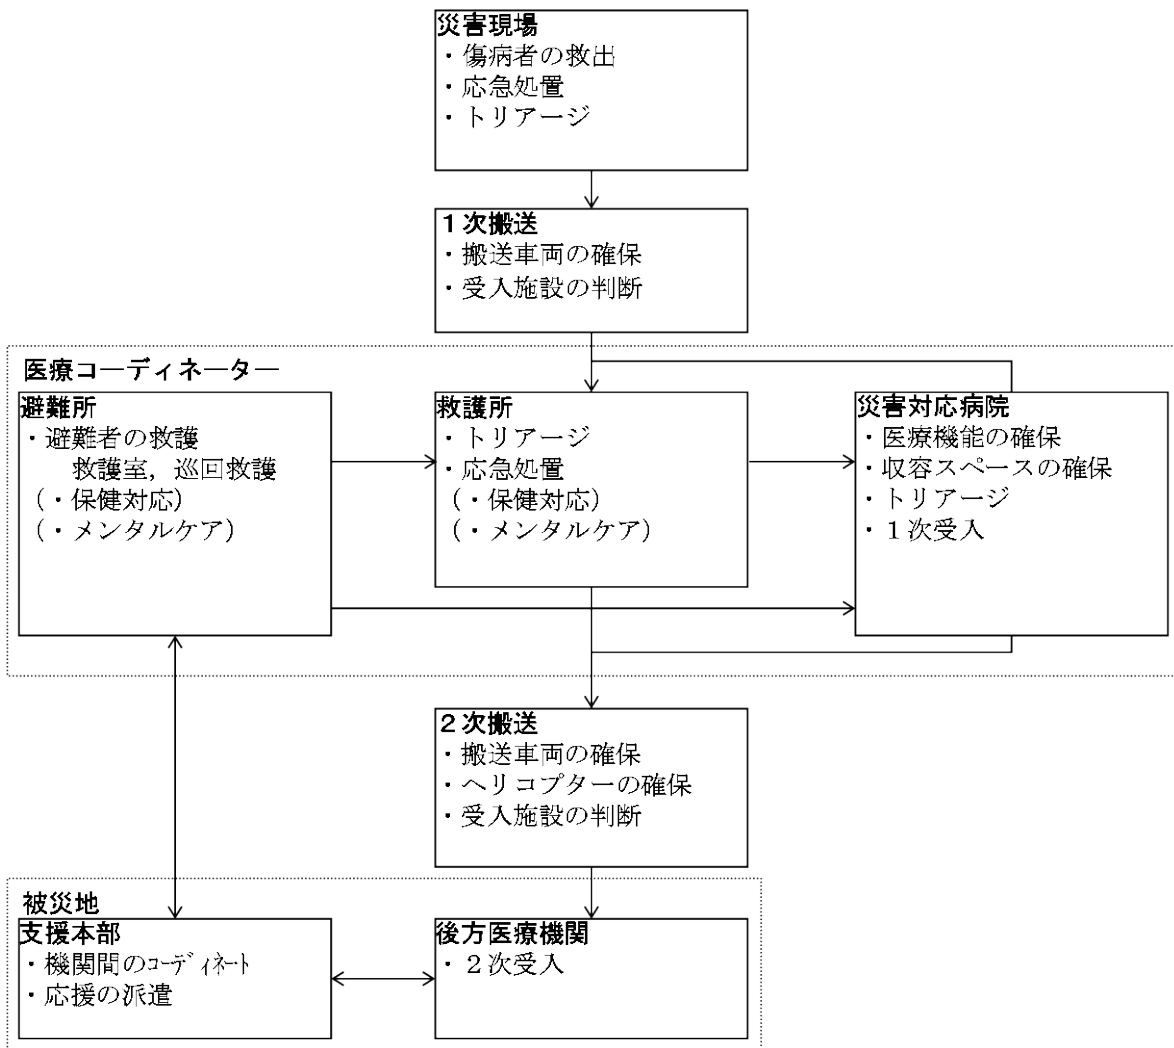 災害現場
・傷病者の救出
・応急処置
・トリアージ
１次搬送
・搬送車両の確保
・受入施設の判断
医療コーディネーター
避難所
・避難者の救護
救護室，巡回救護
（・保健対応）
（・メンタルケア）
救護所
・トリアージ
・応急処置
（・保健対応）
（・メンタルケア）
災害対応病院
・医療機能の確保
・収容スペースの確保
・トリアージ
・１次受入
２次搬送
・搬送車両の確保
・ヘリコプターの確保
・受入施設の判断
被災地
支援本部
・機関間のｺｰﾃﾞｨﾈｰﾄ
・応援の派遣
後方医療機関
・２次受入